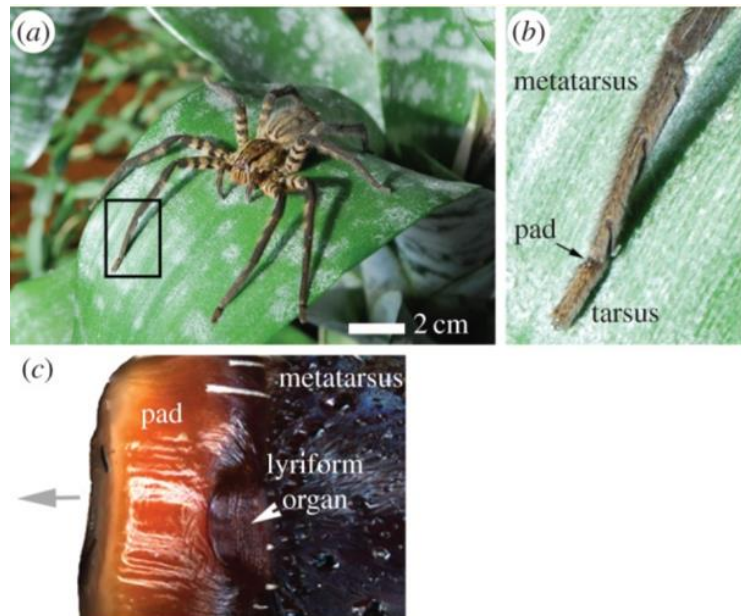 (a)
2 cm
(b)
metatarsus
pad
tarsus
(c)
metatarsus
pad
lyriform
organ